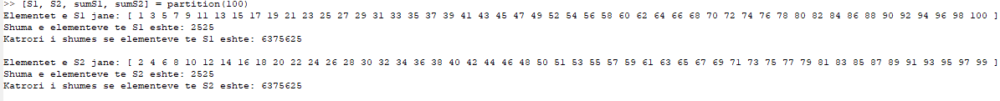 >> [S1, S2, sumS1, sumS2] = partition(100)
Elementet e S1 jane: [ 1 3 5 7 9 11 13 15 17 19 21 23 25 27 29 31 33 35 37 39 41 43 45 47 49 52 54 56 58 60 62 64 66 68 70 72 74 76 78 80 82 84 86 88 90 92 94 96 98 100 ]
Shuma e elementeve te S1 eshte: 2525
Katrori i shumes se elementeve te S1 eshte: 6375625
Elementet e S2 jane: [ 2 4 6 8 10 12 14 16 18 20 22 24 26 28 30 32 34 36 38 40 42 44 46 48 50 51 53 55 57 59 61 63 65 67 69 71 73 75 77 79 81 83 85 87 89 91 93 95 97 99 ]
Shuma e elementeve te S2 eshte: 2525
Katrori i shumes se elementeve te S2 eshte: 6375625